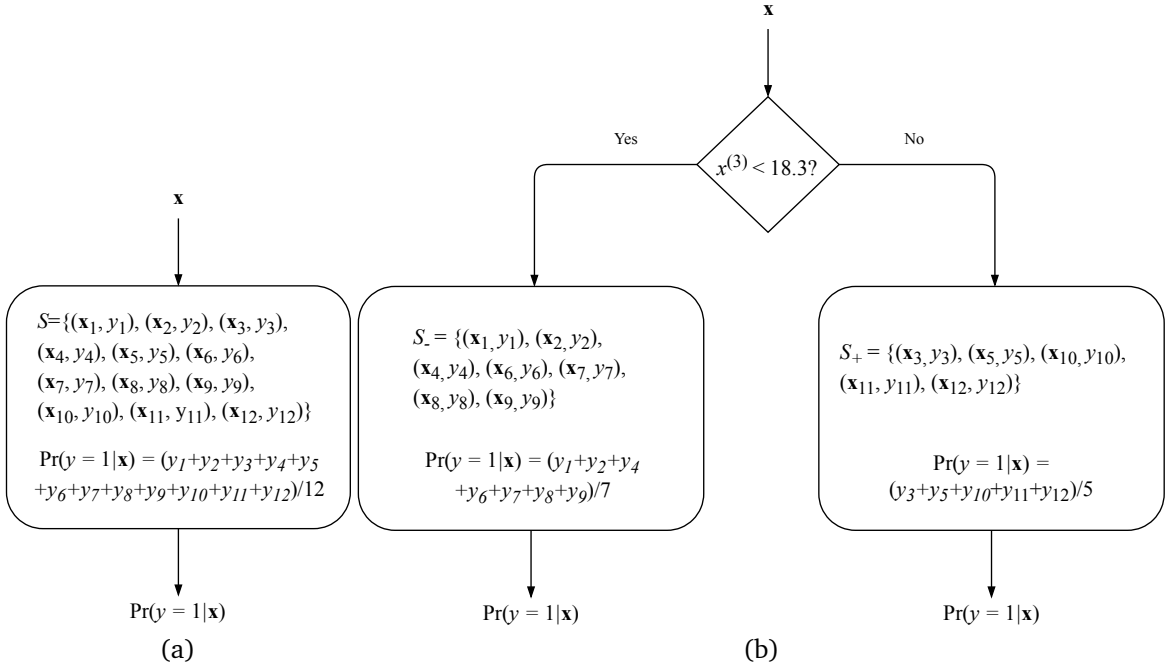 x
Yes
No
x⁽³⁾ < 18.3?
x
S={(x₁, y₁), (x₂, y₂), (x₃, y₃),
(x₄, y₄), (x₅, y₅), (x₆, y₆),
(x₇, y₇), (x₈, y₈), (x₉, y₉),
(x₁₀, y₁₀), (x₁₁, y₁₁), (x₁₂, y₁₂)}
Pr(y = 1|x) = (y₁+y₂+y₃+y₄+y₅
+y₆+y₇+y₈+y₉+y₁₀+y₁₁+y₁₂)/12
Pr(y = 1|x)
(a)
S₋ = {(x₁, y₁), (x₂, y₂),
(x₄, y₄), (x₆, y₆), (x₇, y₇),
(x₈, y₈), (x₉, y₉)}
Pr(y = 1|x) = (y₁+y₂+y₄
+y₆+y₇+y₈+y₉)/7
Pr(y = 1|x)
S₊ = {(x₃, y₃), (x₅, y₅), (x₁₀, y₁₀),
(x₁₁, y₁₁), (x₁₂, y₁₂)}
Pr(y = 1|x) =
(y₃+y₅+y₁₀+y₁₁+y₁₂)/5
Pr(y = 1|x)
(b)